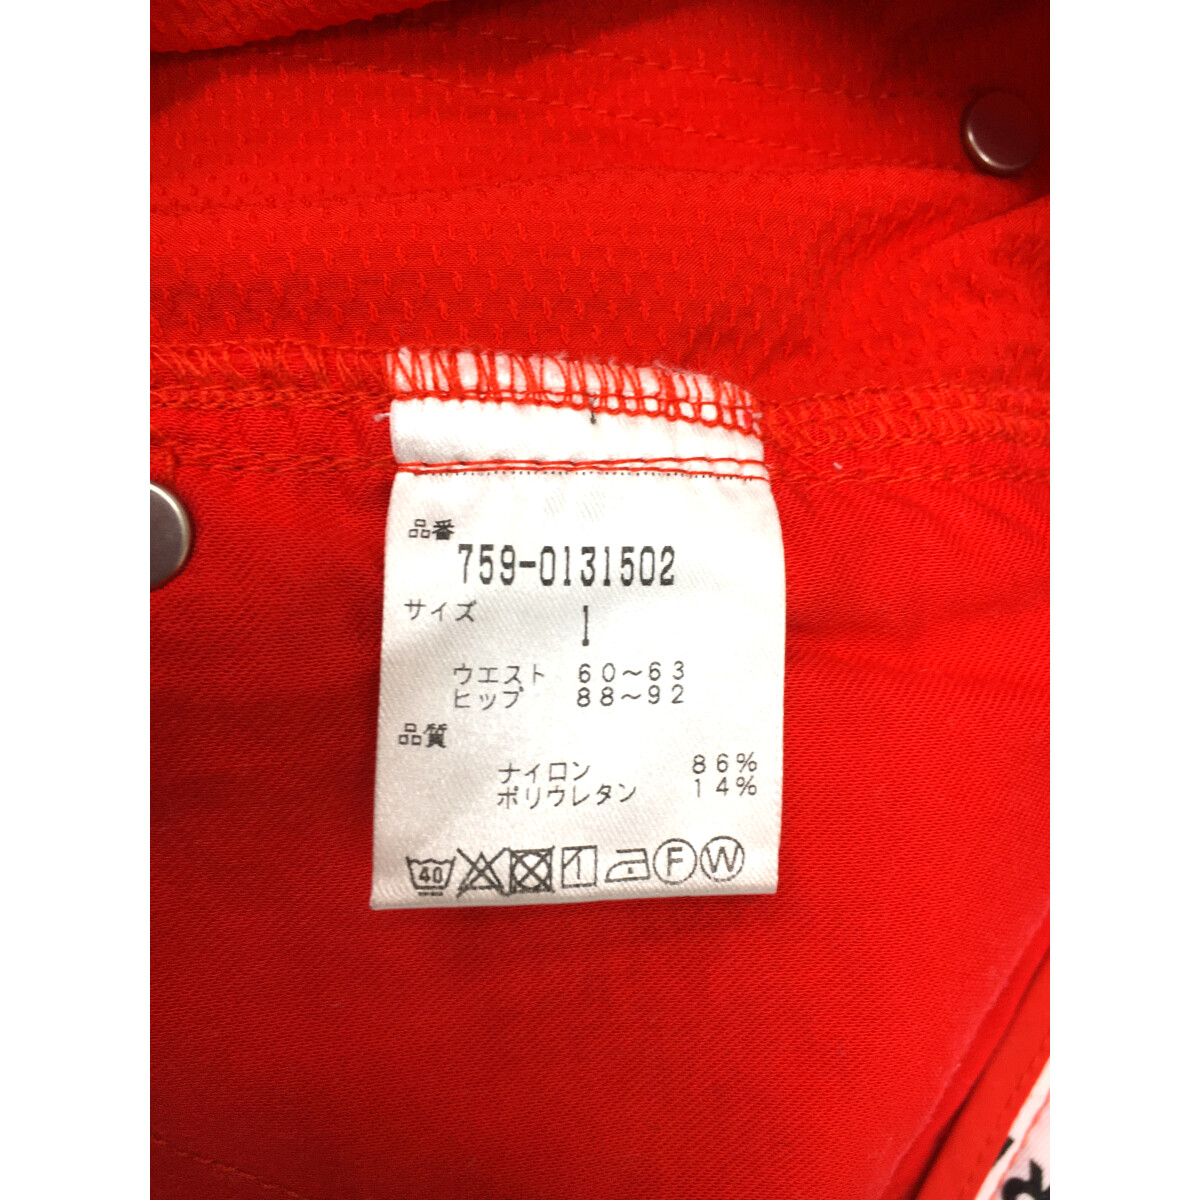 品番
759-0131502
サイズ 1
ウエスト 60～63
ヒップ 88～92
品質
ナイロン 86%
ポリウレタン 14%
40 F W